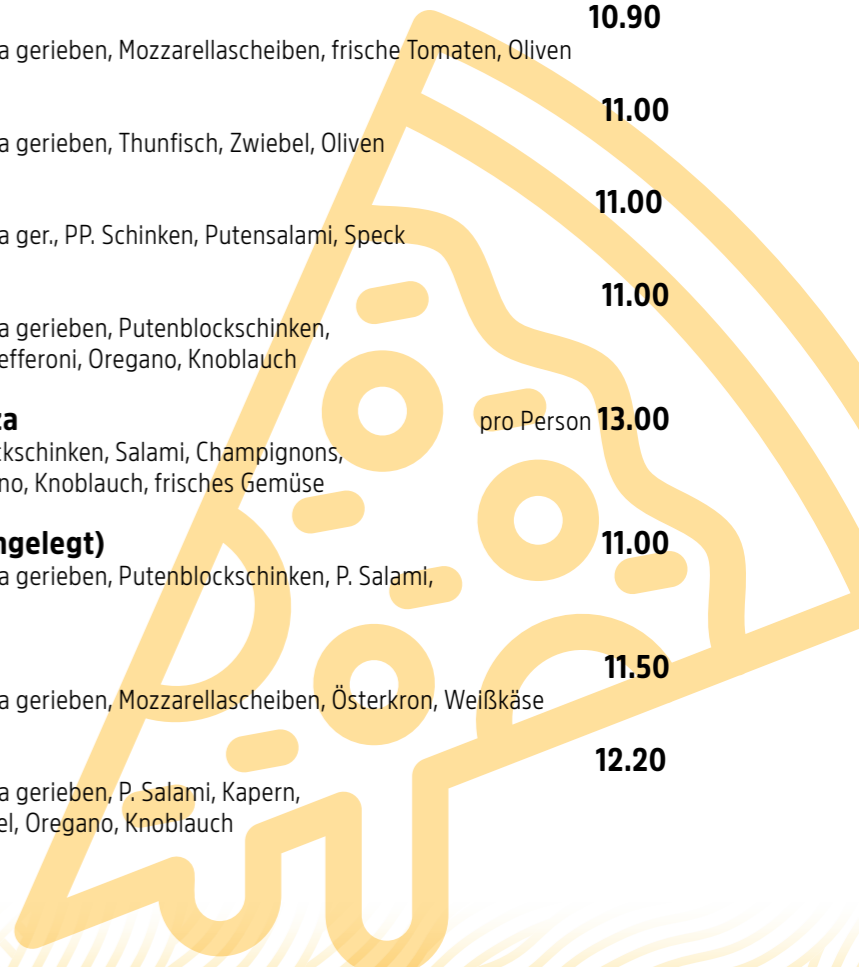 10.90
a gerieben, Mozzarellascheiben, frische Tomaten, Oliven
11.00
a gerieben, Thunfisch, Zwiebel, Oliven
11.00
a ger., PP. Schinken, Putensalami, Speck
11.00
a gerieben, Putenblockschinken,
efferoni, Oregano, Knoblauch
za pro Person 13.00
ckschinken, Salami, Champignons,
no, Knoblauch, frisches Gemüse
ngelegt) 11.00
a gerieben, Putenblockschinken, P. Salami,
11.50
a gerieben, Mozzarellascheiben, Österkron, Weißkäse
12.20
a gerieben, P. Salami, Kapern,
el, Oregano, Knoblauch